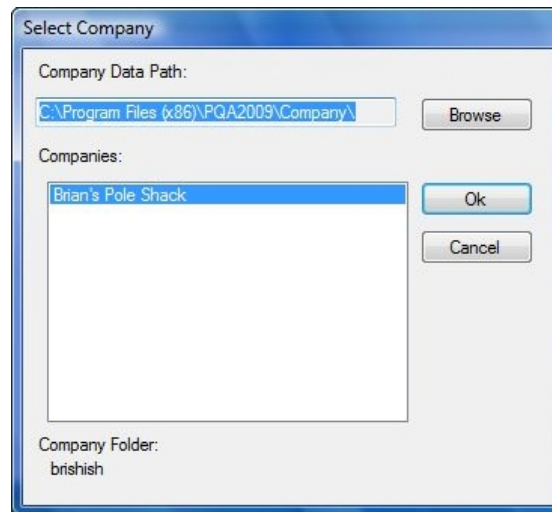 Select Company
Company Data Path:
C:\Program Files (x86)\PQA2009\Company\
Browse
Companies:
Brian's Pole Shack
Ok
Cancel
Company Folder:
brishish